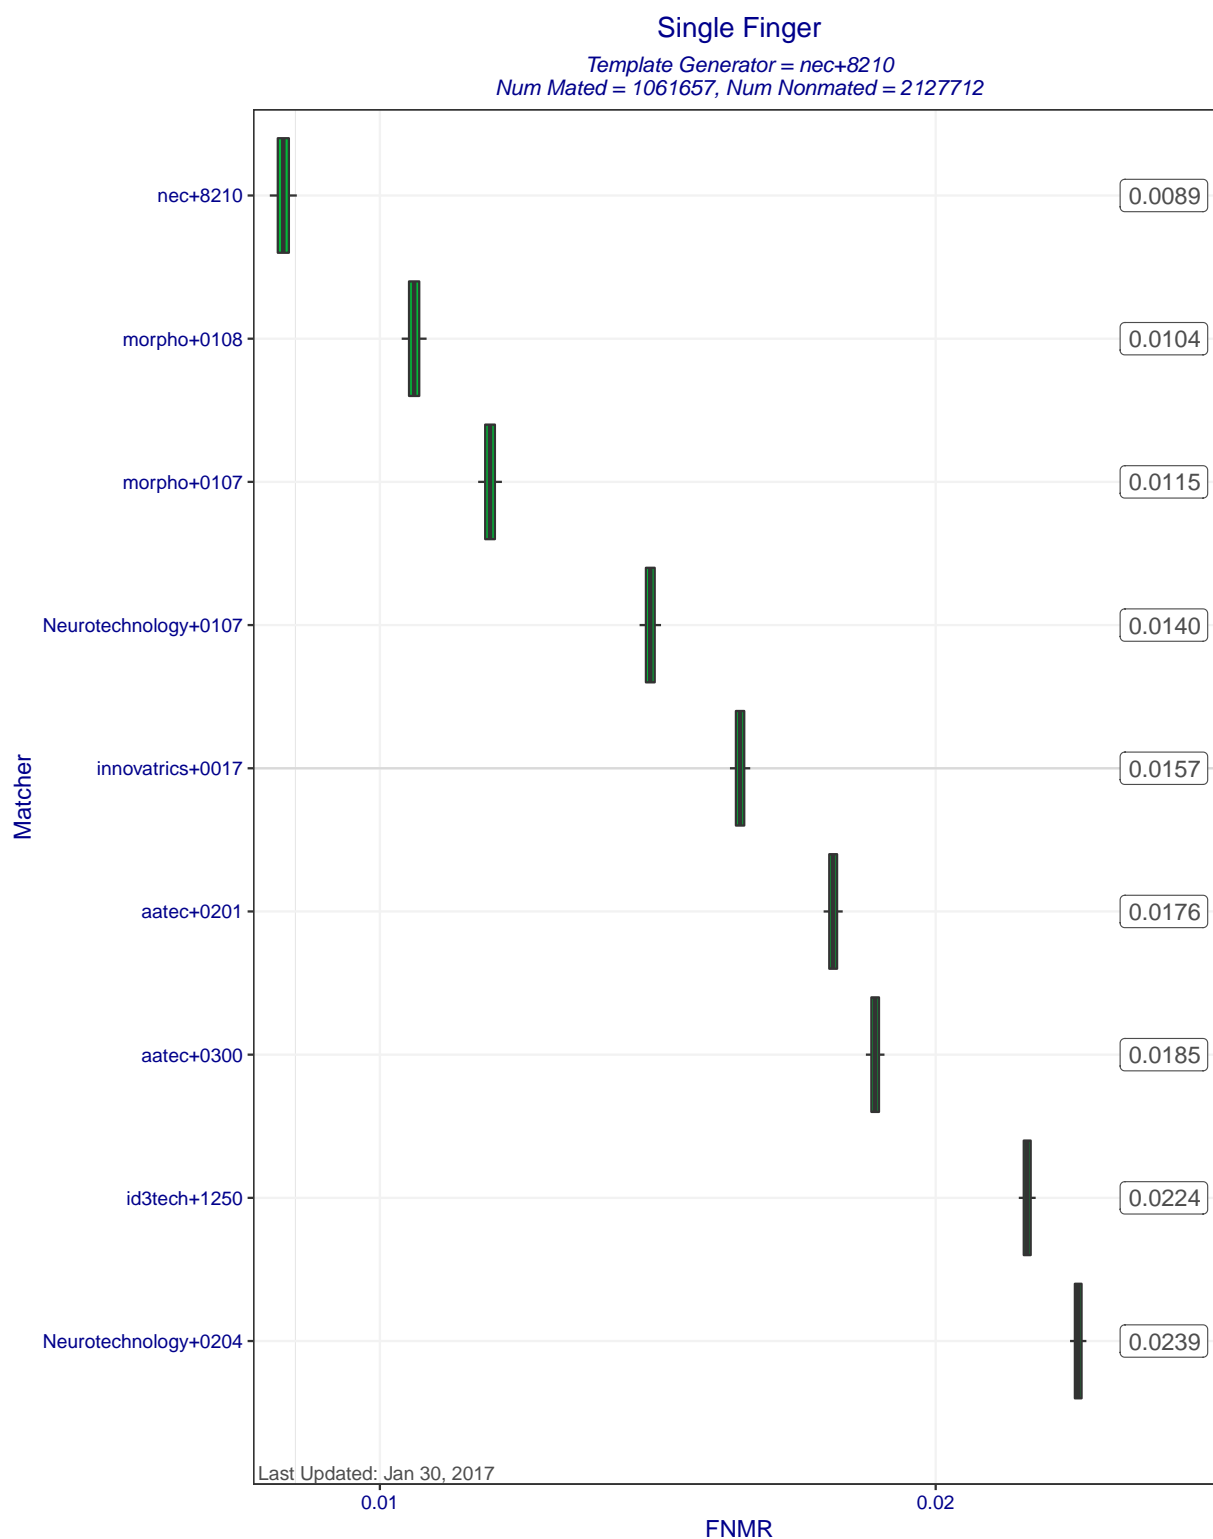 Single Finger
Template Generator = nec+8210
Num Mated = 1061657, Num Nonmated = 2127712
nec+8210
0.0089
morpho+0108
0.0104
morpho+0107
0.0115
Neurotechnology+0107
0.0140
innovatrics+0017
0.0157
aatec+0201
0.0176
aatec+0300
0.0185
id3tech+1250
0.0224
Neurotechnology+0204
0.0239
Matcher
Last Updated: Jan 30, 2017
0.01
0.02
FNMR